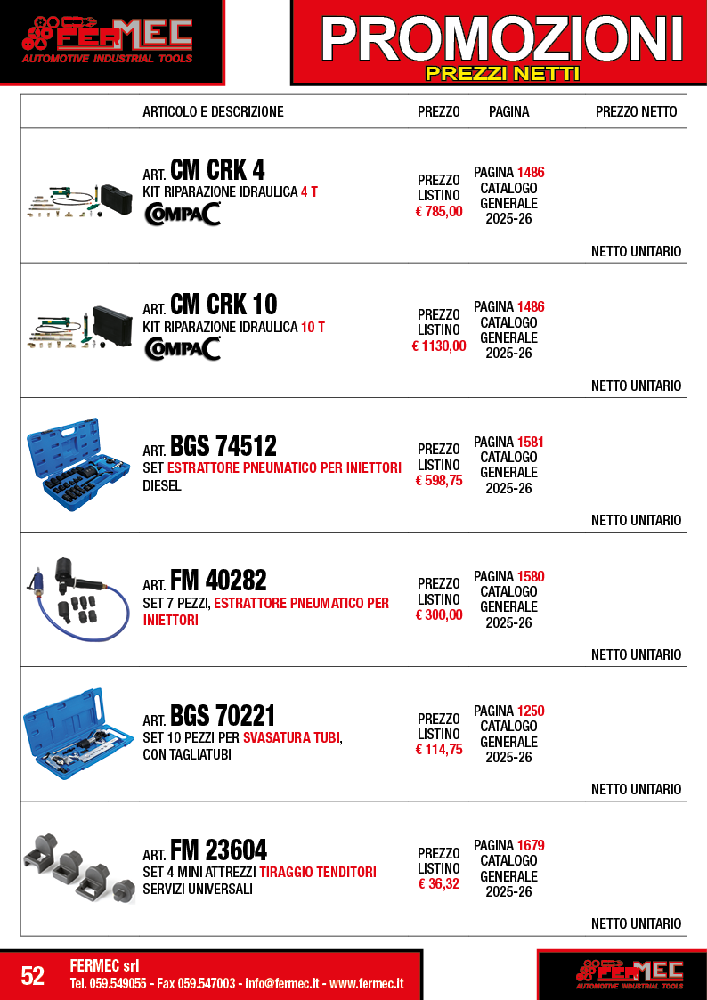 FERMEC
AUTOMOTIVE INDUSTRIAL TOOLS
PROMOZIONI
PREZZI NETTI
ARTICOLO E DESCRIZIONE PREZZO PAGINA PREZZO NETTO
ART. CM CRK 4
KIT RIPARAZIONE IDRAULICA 4 T
COMPAC
PREZZO
LISTINO
€ 785,00
PAGINA 1486
CATALOGO
GENERALE
2025-26
NETTO UNITARIO
ART. CM CRK 10
KIT RIPARAZIONE IDRAULICA 10 T
COMPAC
PREZZO
LISTINO
€ 1130,00
PAGINA 1486
CATALOGO
GENERALE
2025-26
NETTO UNITARIO
ART. BGS 74512
SET ESTRATTORE PNEUMATICO PER INIETTORI
DIESEL
PREZZO
LISTINO
€ 598,75
PAGINA 1581
CATALOGO
GENERALE
2025-26
NETTO UNITARIO
ART. FM 40282
SET 7 PEZZI, ESTRATTORE PNEUMATICO PER
INIETTORI
PREZZO
LISTINO
€ 300,00
PAGINA 1580
CATALOGO
GENERALE
2025-26
NETTO UNITARIO
ART. BGS 70221
SET 10 PEZZI PER SVASATURA TUBI,
CON TAGLIATUBI
PREZZO
LISTINO
€ 114,75
PAGINA 1250
CATALOGO
GENERALE
2025-26
NETTO UNITARIO
ART. FM 23604
SET 4 MINI ATTREZZI TIRAGGIO TENDITORI
SERVIZI UNIVERSALI
PREZZO
LISTINO
€ 36,32
PAGINA 1679
CATALOGO
GENERALE
2025-26
NETTO UNITARIO
52
FERMEC srl
Tel. 059.549055 - Fax 059.547003 - info@fermec.it - www.fermec.it
FERMEC
AUTOMOTIVE INDUSTRIAL TOOLS